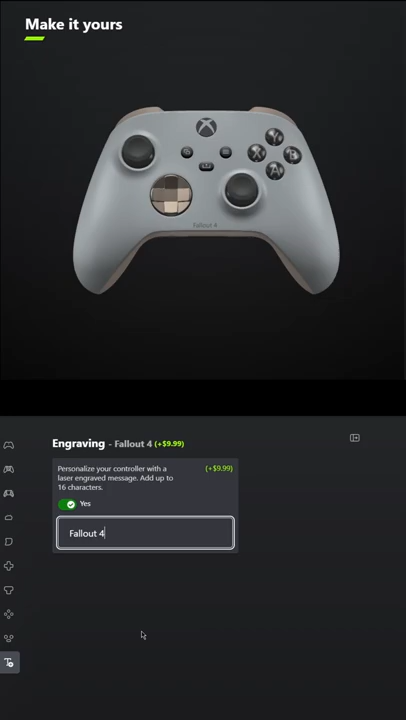 Make it yours
Y
X
B
A
Fallout 4
Engraving - Fallout 4 (+$9.99)
Personalize your controller with a (+$9.99)
laser engraved message. Add up to
16 characters.
Yes
Fallout 4